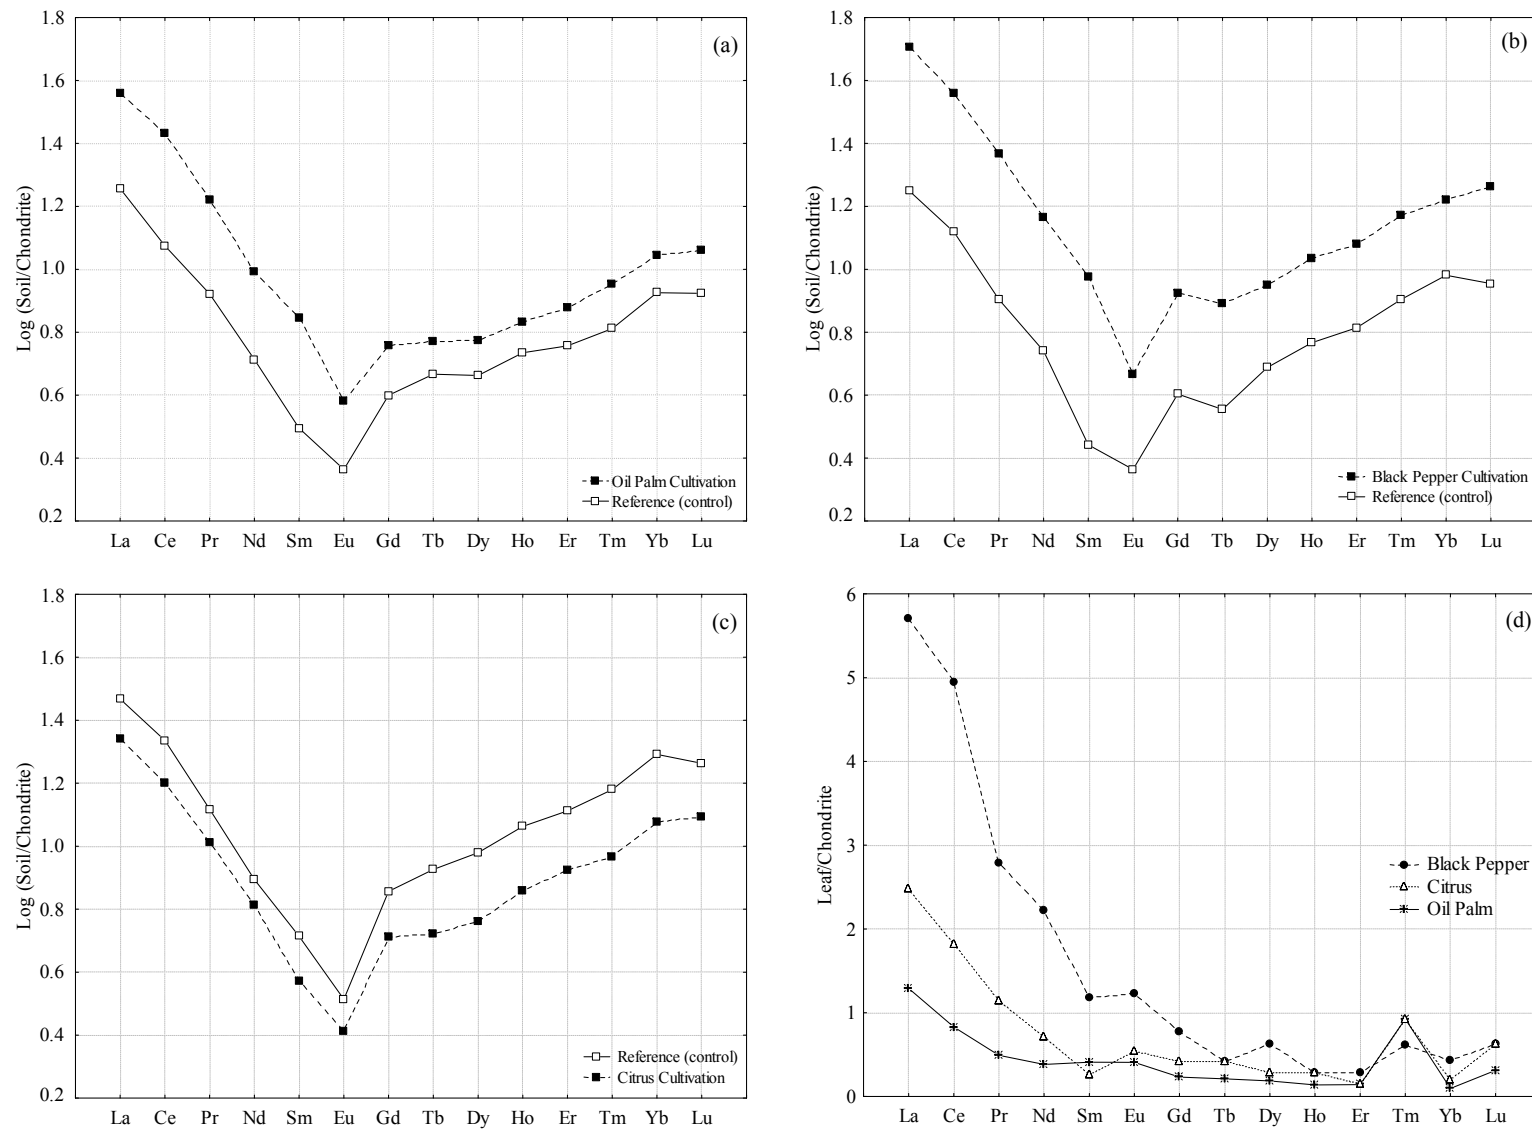 (a)
Log (Soil/Chondrite)
1.8
1.6
1.4
1.2
1.0
0.8
0.6
0.4
0.2
Oil Palm Cultivation
Reference (control)
La Ce Pr Nd Sm Eu Gd Tb Dy Ho Er Tm Yb Lu
(b)
Log (Soil/Chondrite)
1.8
1.6
1.4
1.2
1.0
0.8
0.6
0.4
0.2
Black Pepper Cultivation
Reference (control)
La Ce Pr Nd Sm Eu Gd Tb Dy Ho Er Tm Yb Lu
(c)
Log (Soil/Chondrite)
1.8
1.6
1.4
1.2
1.0
0.8
0.6
0.4
0.2
Reference (control)
Citrus Cultivation
La Ce Pr Nd Sm Eu Gd Tb Dy Ho Er Tm Yb Lu
(d)
Leaf/Chondrite
6
5
4
3
2
1
0
Black Pepper
Citrus
Oil Palm
La Ce Pr Nd Sm Eu Gd Tb Dy Ho Er Tm Yb Lu